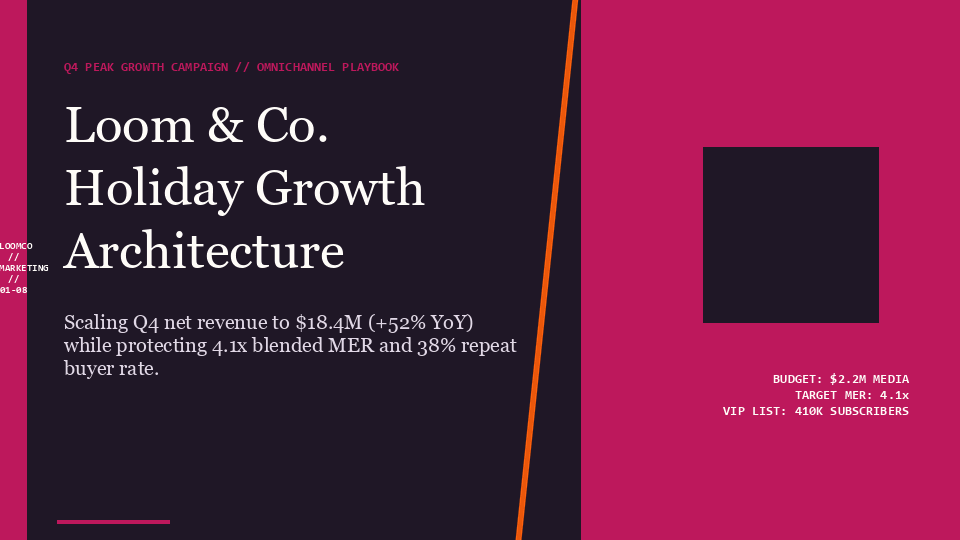 Q4 PEAK GROWTH CAMPAIGN // OMNICHANNEL PLAYBOOK
Loom & Co.
Holiday Growth
Architecture
Scaling Q4 net revenue to $18.4M (+52% YoY)
while protecting 4.1x blended MER and 38% repeat
buyer rate.
LOOMCO
//
MARKETING
//
01-08
BUDGET: $2.2M MEDIA
TARGET MER: 4.1x
VIP LIST: 410K SUBSCRIBERS